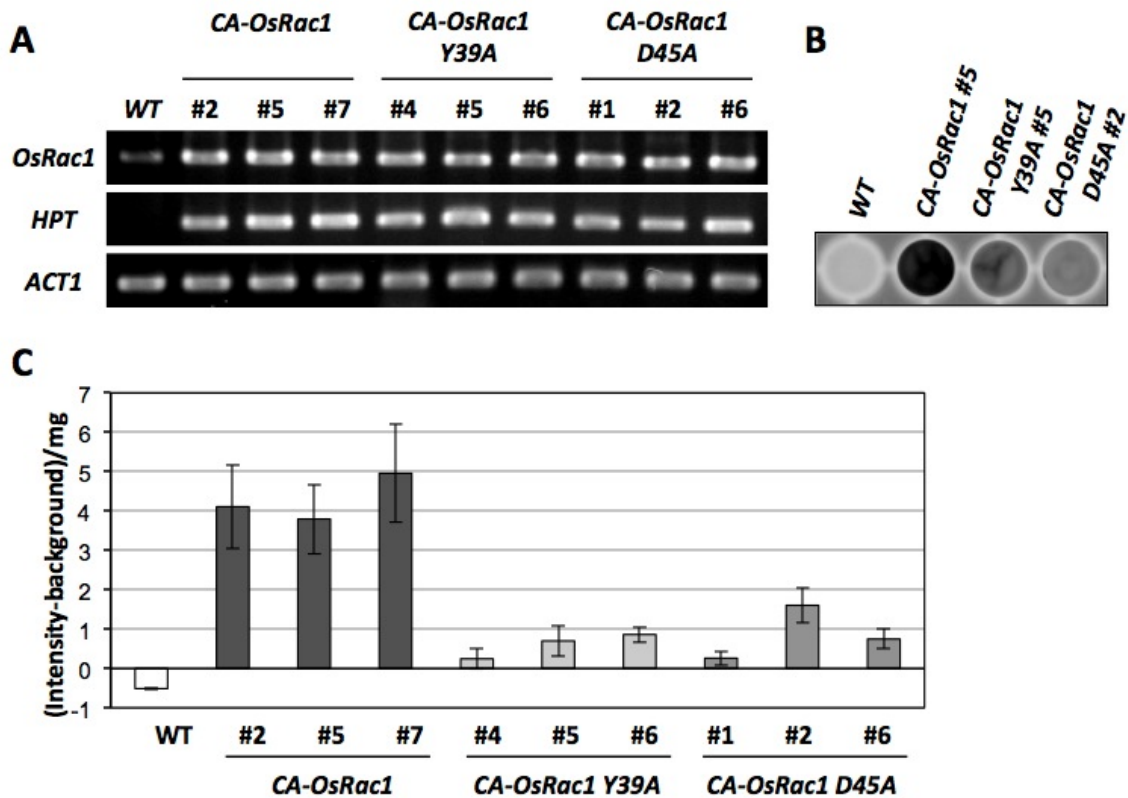 A
CA-OsRac1
CA-OsRac1
Y39A
CA-OsRac1
D45A
WT #2 #5 #7 #4 #5 #6 #1 #2 #6
OsRac1
HPT
ACT1
B
WT
CA-OsRac1 #5
CA-OsRac1
Y39A #5
CA-OsRac1
D45A #2
C
(Intensity-background)/mg
7
6
5
4
3
2
1
0
-1
WT #2 #5 #7 #4 #5 #6 #1 #2 #6
CA-OsRac1 CA-OsRac1 Y39A CA-OsRac1 D45A